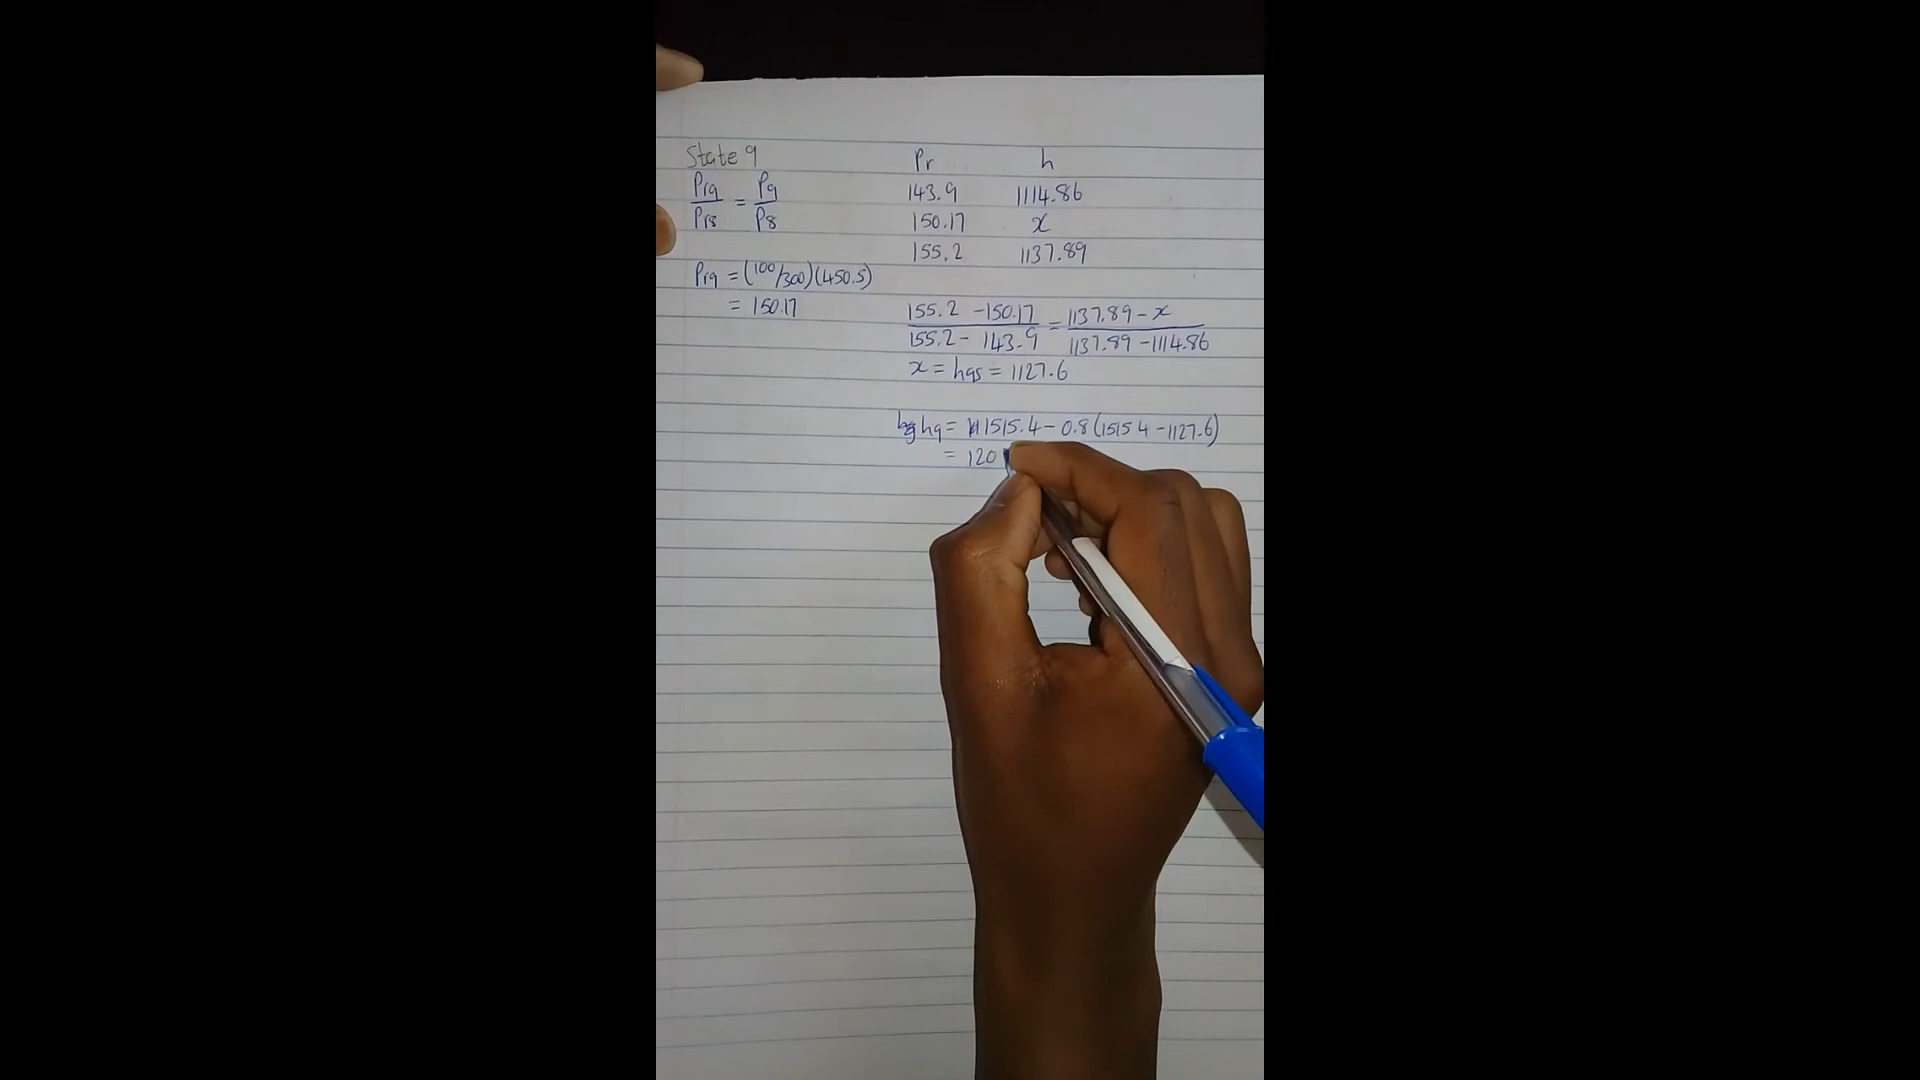 State 9
Pr9/Pr8 = P9/P8
Pr9 = (100/300)(450.5)
= 150.17
Pr h
143.9 1114.86
150.17 x
155.2 1137.89
155.2 - 150.17 / 155.2 - 143.9 = 1137.89 - x / 1137.89 - 1114.86
x = h9s = 1127.6
h9 = 1515.4 - 0.8(1515.4 - 1127.6)
= 120